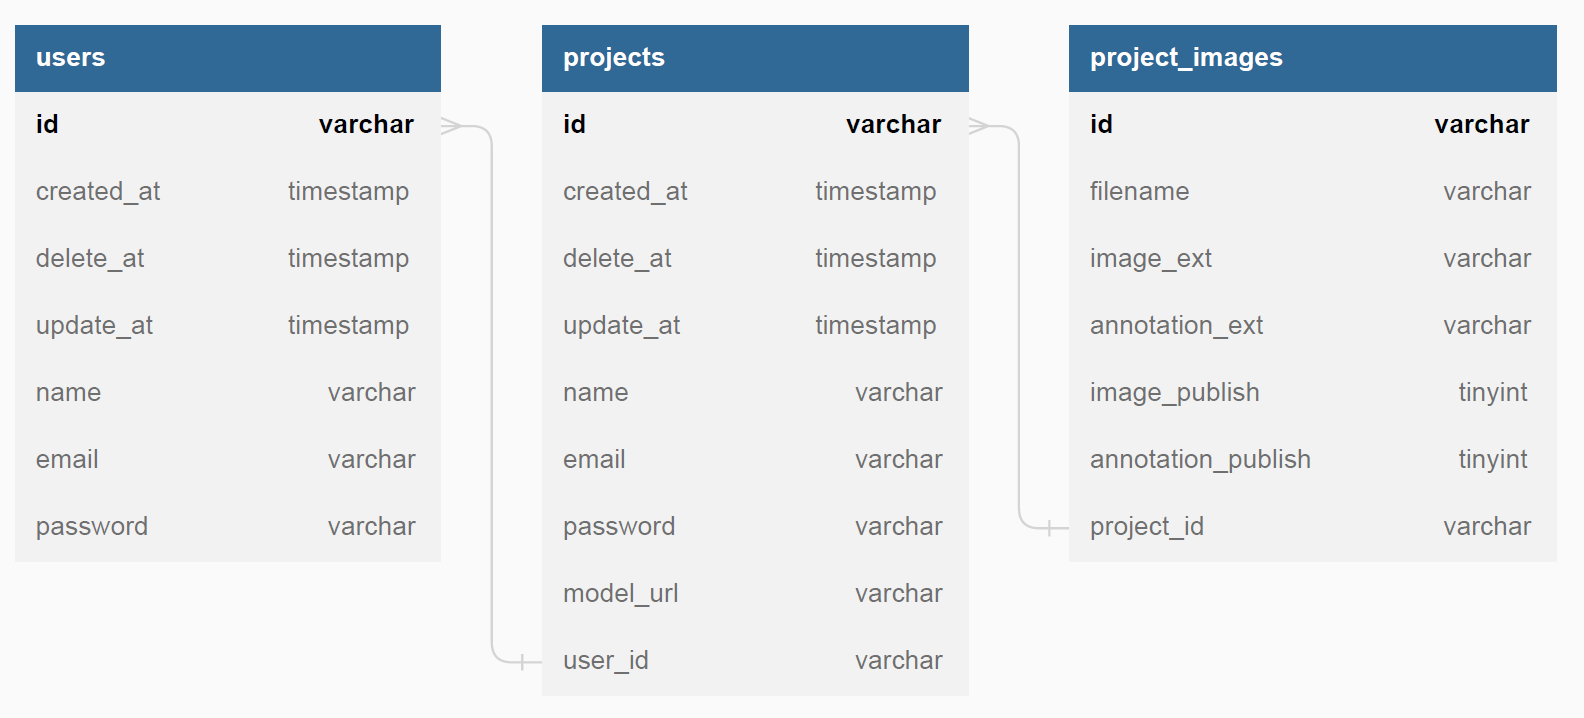 users
id varchar
created_at timestamp
delete_at timestamp
update_at timestamp
name varchar
email varchar
password varchar
projects
id varchar
created_at timestamp
delete_at timestamp
update_at timestamp
name varchar
email varchar
password varchar
model_url varchar
user_id varchar
project_images
id varchar
filename varchar
image_ext varchar
annotation_ext varchar
image_publish tinyint
annotation_publish tinyint
project_id varchar